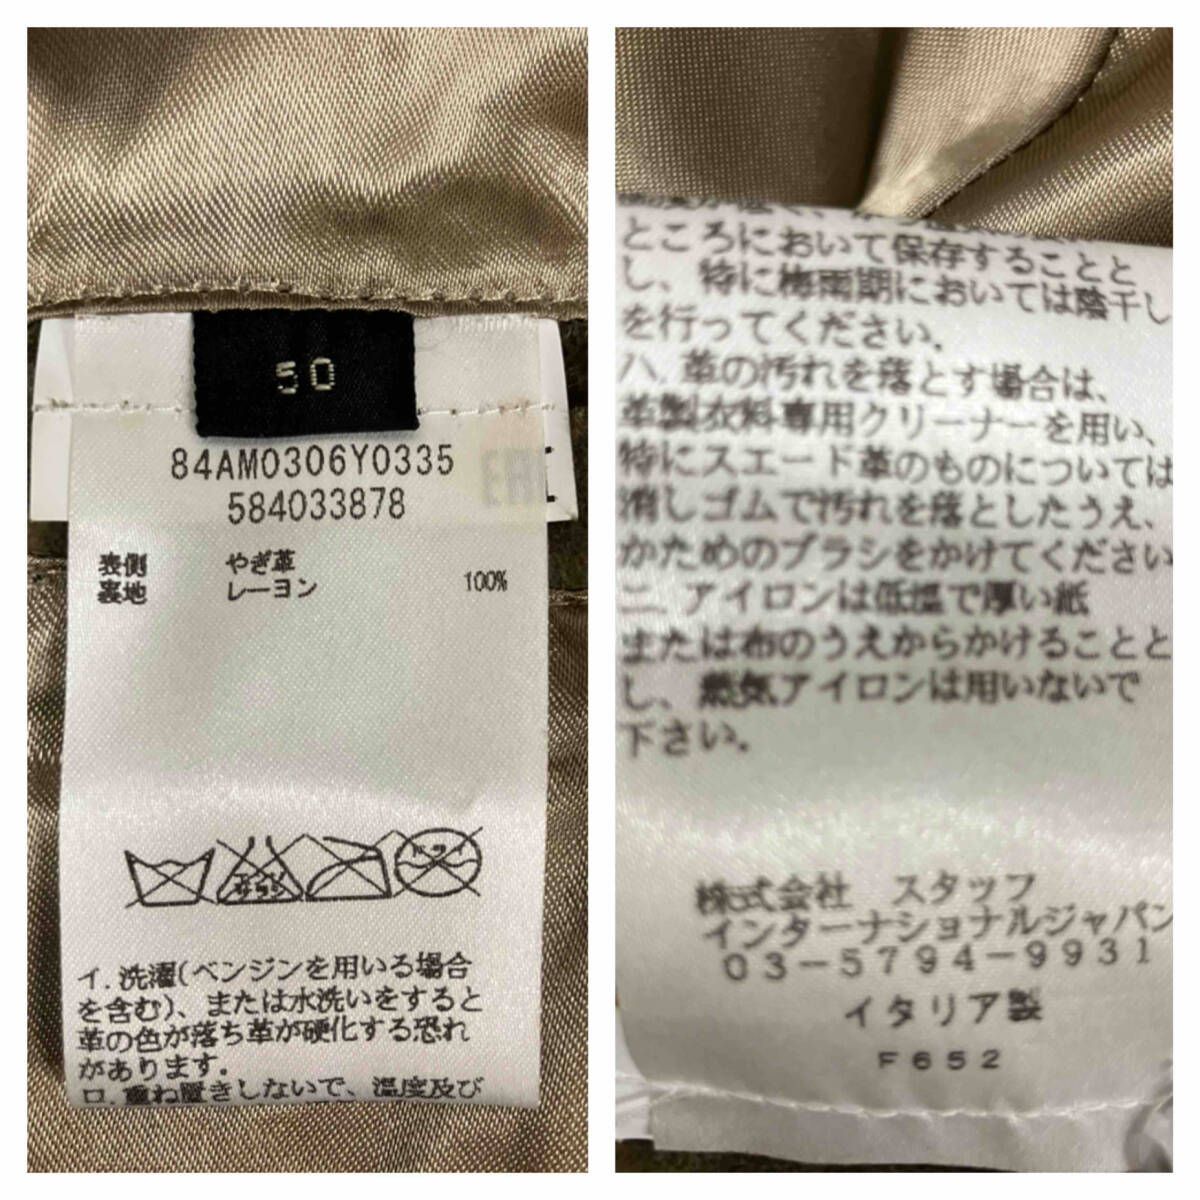 50
84AM0306Y0335
584033878
表側 やぎ革
裏地 レーヨン 100%
エンソサラシ
ドライ
イ.洗濯(ベンジンを用いる場合
を含む)、または水洗いをすると
革の色が落ち革が硬化する恐れ
があります.
ロ.重ね置きしないで、温度及び
ところにおいて保存することと
し、特に梅雨期においては陰干し
を行ってください.
ハ.革の汚れを落とす場合は、
革製衣料専用クリーナーを用い、
特にスエード革のものについては
消しゴムで汚れを落としたうえ、
かためのブラシをかけてください
ニ.アイロンは低温で厚い紙
または布のうえからかけることと
し、蒸気アイロンは用いないで
下さい.
株式会社 スタッフ
インターナショナルジャパン
03-5794-9931
イタリア製
F652